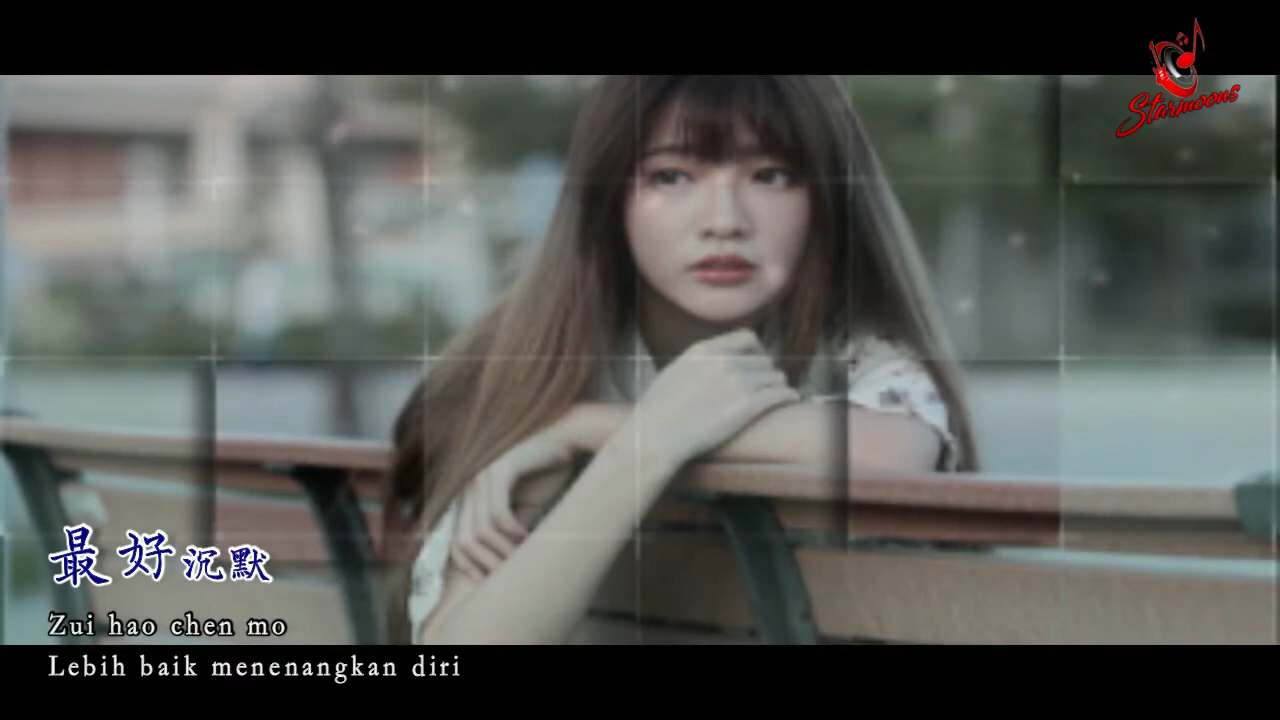 Starmoons
最好沉默
Zui hao chen mo
Lebih baik menenangkan diri